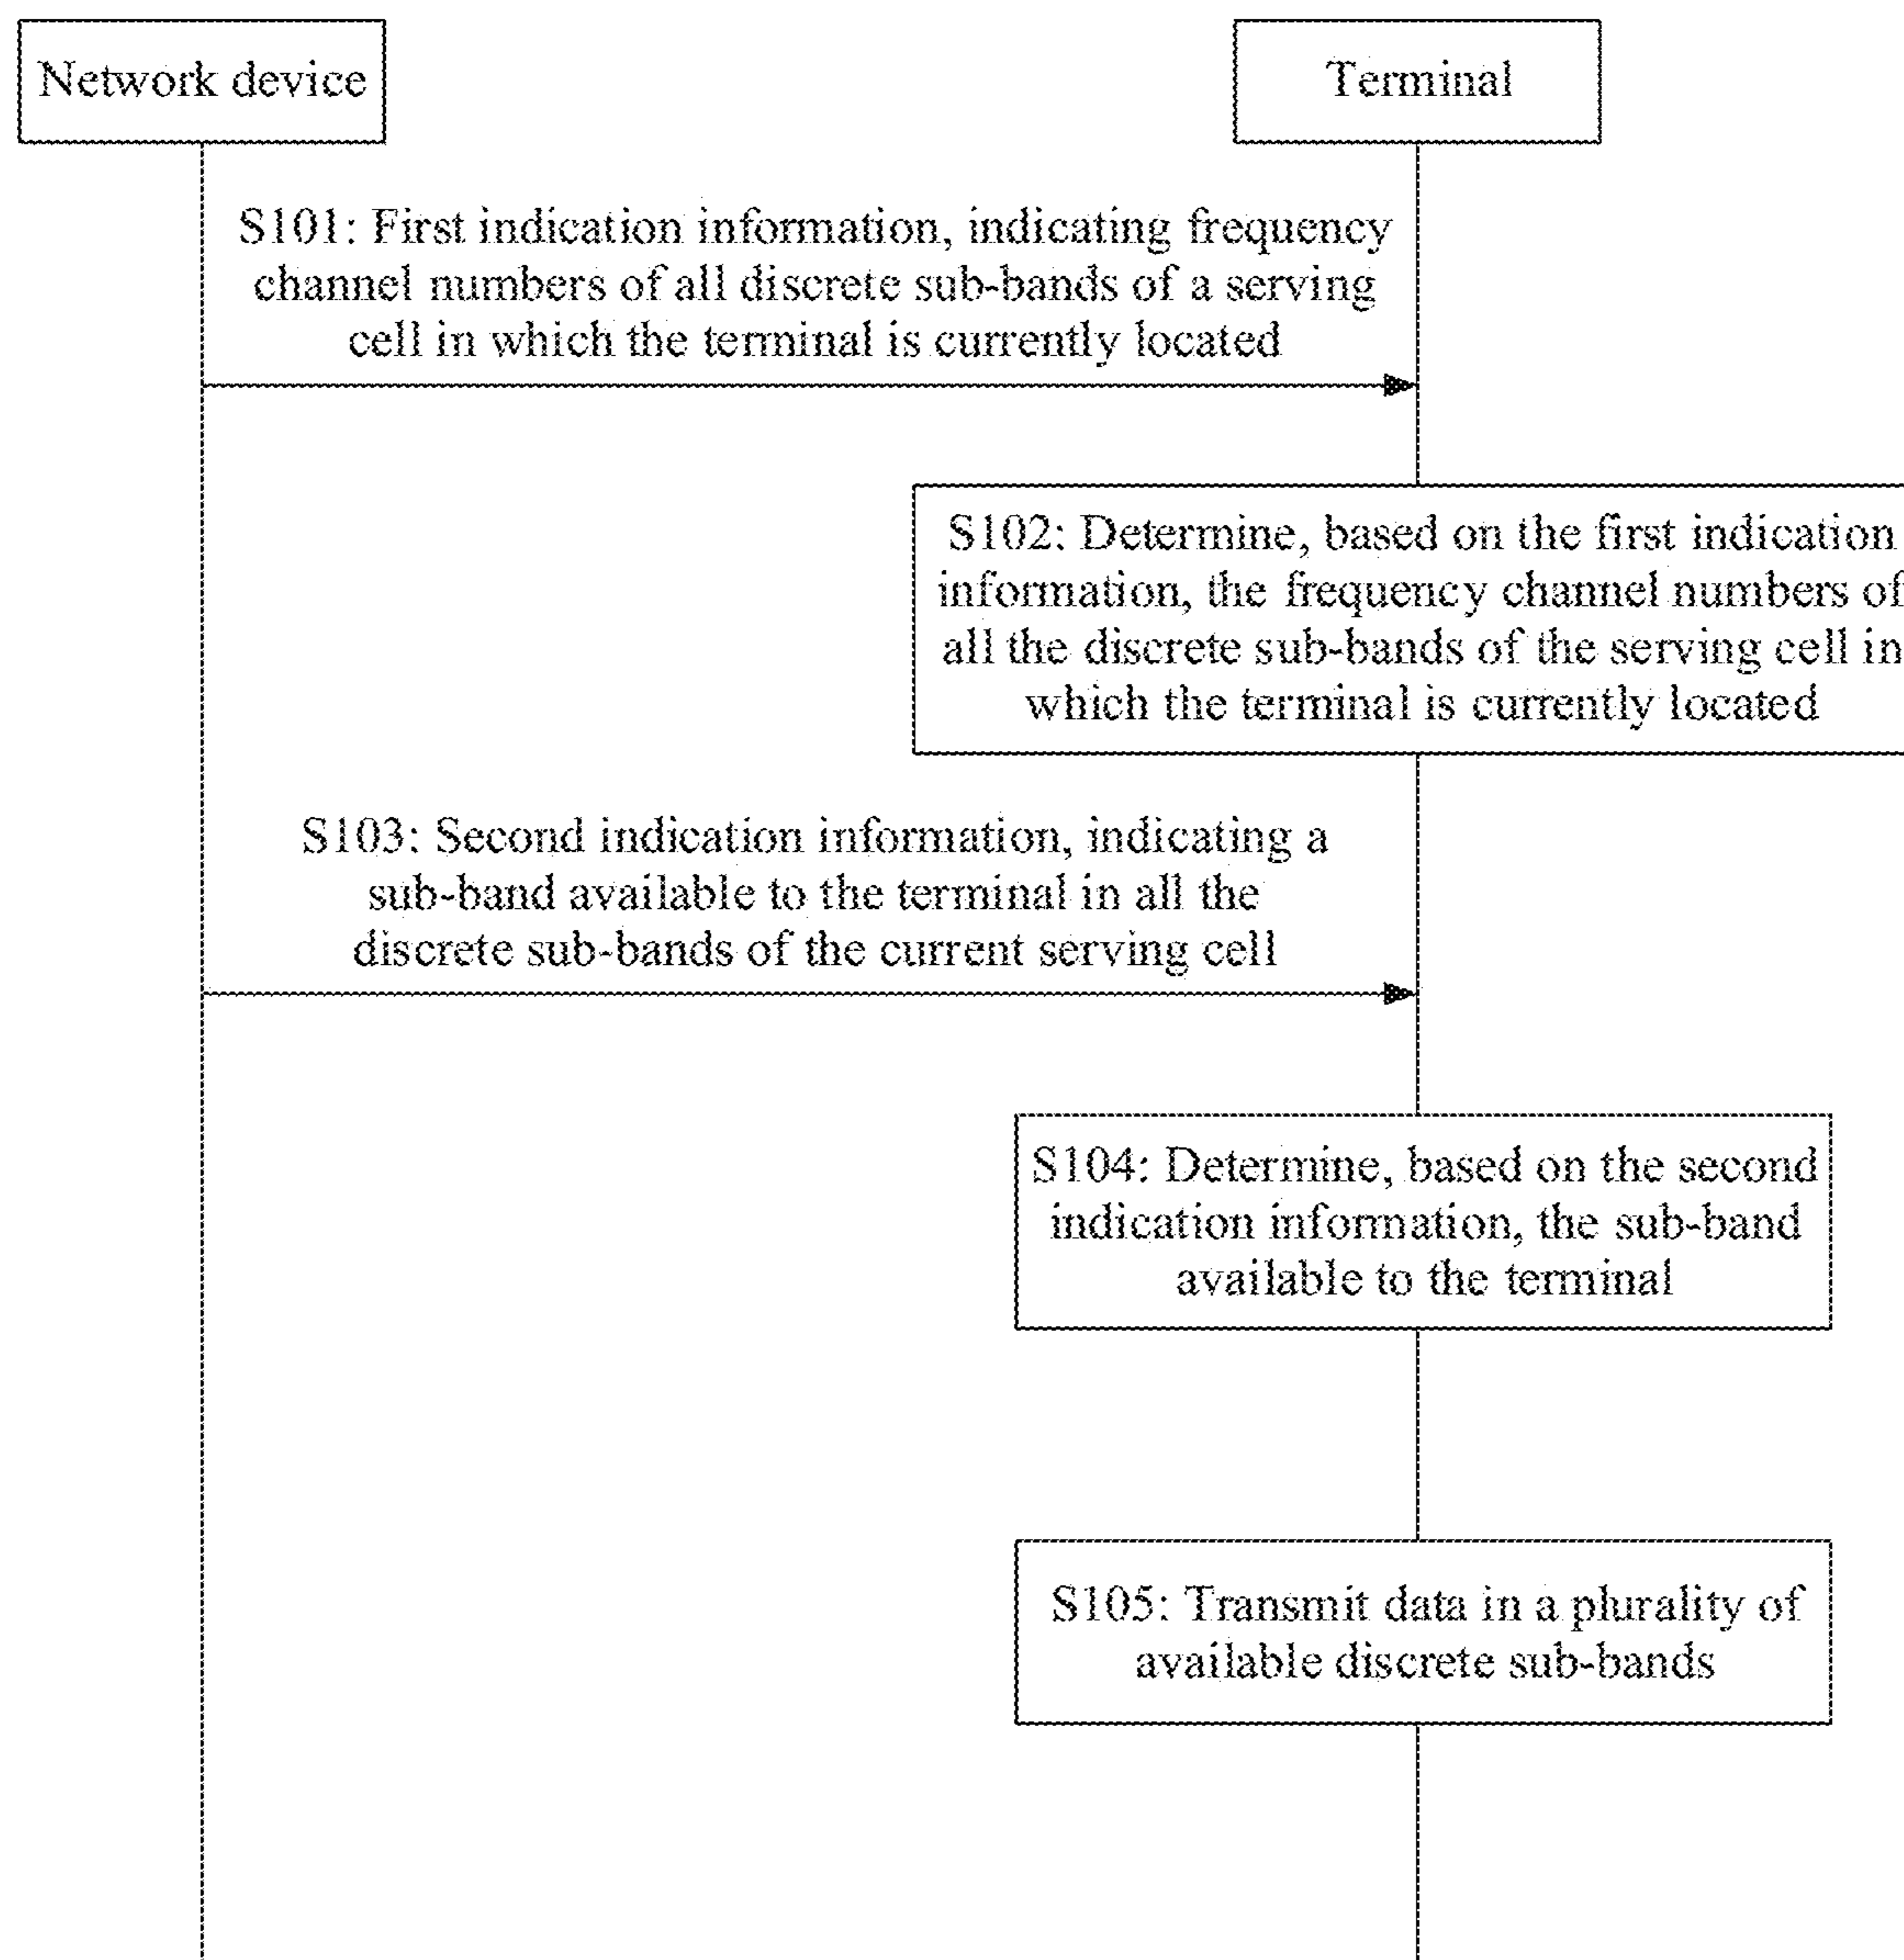 Network device
Terminal
S101: First indication information, indicating frequency
channel numbers of all discrete sub-bands of a serving
cell in which the terminal is currently located
S102: Determine, based on the first indication
information, the frequency channel numbers of
all the discrete sub-bands of the serving cell in
which the terminal is currently located
S103: Second indication information, indicating a
sub-band available to the terminal in all the
discrete sub-bands of the current serving cell
S104: Determine, based on the second
indication information, the sub-band
available to the terminal
S105: Transmit data in a plurality of
available discrete sub-bands